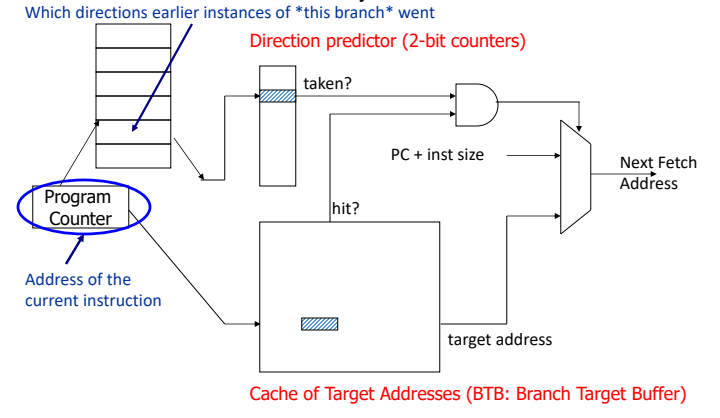 Which directions earlier instances of *this branch* went
Direction predictor (2-bit counters)
taken?
PC + inst size
Next Fetch
Address
Program
Counter
hit?
Address of the
current instruction
target address
Cache of Target Addresses (BTB: Branch Target Buffer)